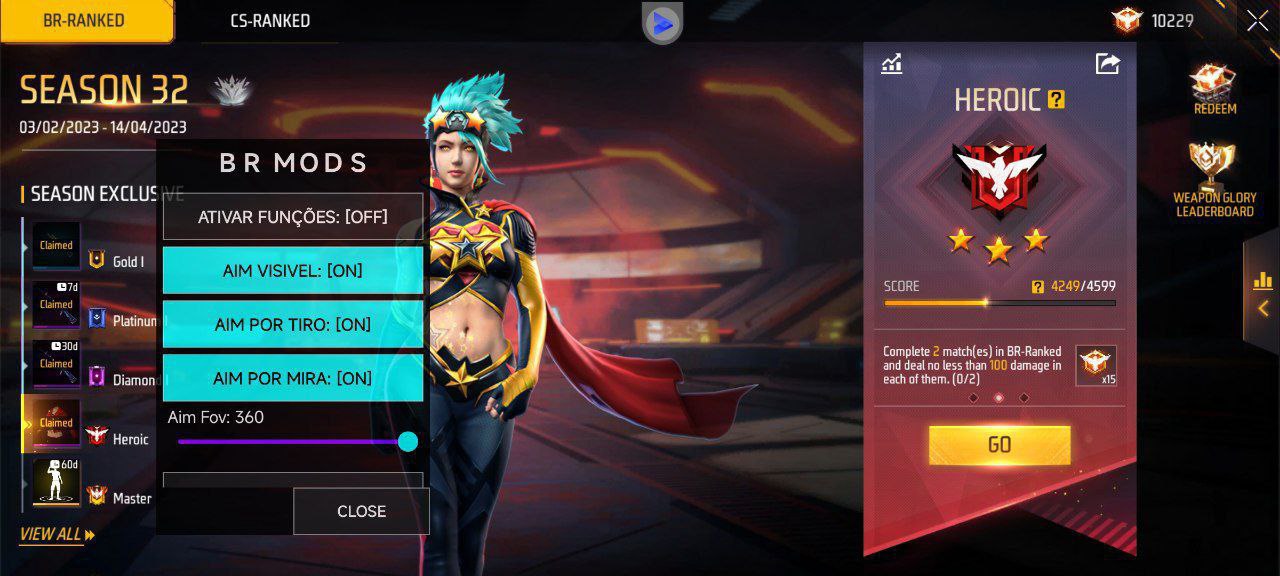 BR-RANKED
CS-RANKED
10229
SEASON 32
03/02/2023 - 14/04/2023
SEASON EXCLUSIVE
Claimed
Gold I
7d
Claimed
Platinum
30d
Claimed
Diamond I
Claimed
Heroic
60d
Master
VIEW ALL
BR MODS
ATIVAR FUNÇÕES: [OFF]
AIM VISIVEL: [ON]
AIM POR TIRO: [ON]
AIM POR MIRA: [ON]
Aim Fov: 360
CLOSE
HEROIC ?
SCORE ? 4249/4599
Complete 2 match(es) in BR-Ranked
and deal no less than 100 damage in
each of them. (0/2)
x15
GO
REDEEM
WEAPON GLORY
LEADERBOARD